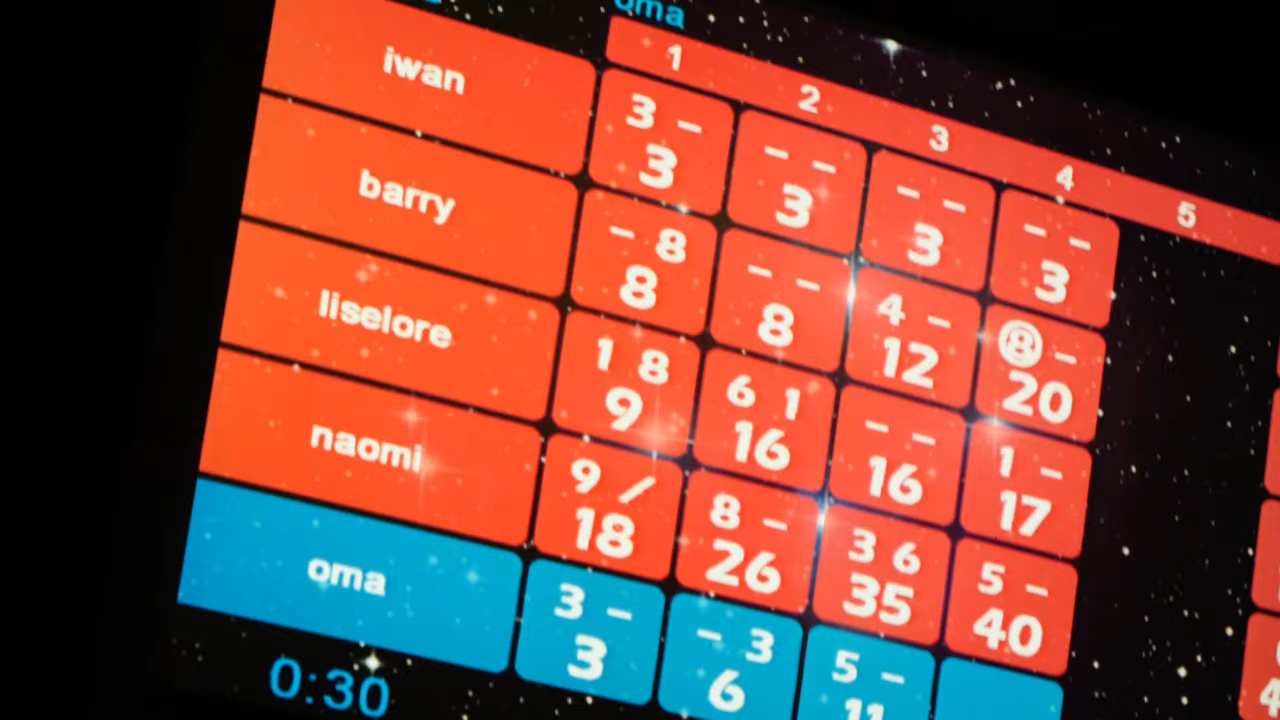 oma
1 2 3 4 5
iwan
3 - - - - - - -
3 3 3 3
barry
- 8 - - 4 - ⑧ -
8 8 12 20
liselore
1 8 6 1 - - 1 -
9 16 16 17
naomi
9 / 8 - 3 6 5 -
18 26 35 40
oma
3 - - 3 5 -
3 6 11
0:30